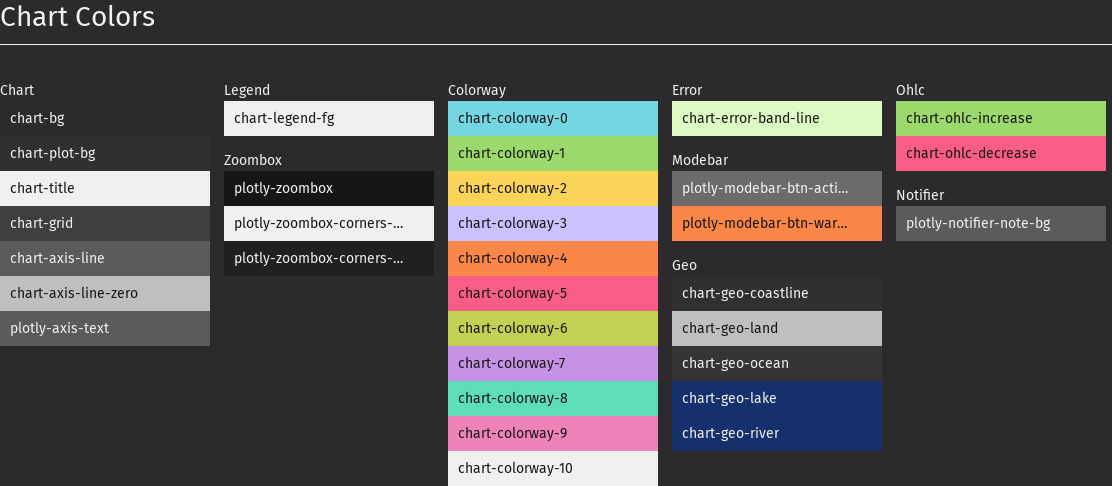 Chart Colors
Chart
chart-bg
chart-plot-bg
chart-title
chart-grid
chart-axis-line
chart-axis-line-zero
plotly-axis-text
Legend
chart-legend-fg
Zoombox
plotly-zoombox
plotly-zoombox-corners-...
plotly-zoombox-corners-...
Colorway
chart-colorway-0
chart-colorway-1
chart-colorway-2
chart-colorway-3
chart-colorway-4
chart-colorway-5
chart-colorway-6
chart-colorway-7
chart-colorway-8
chart-colorway-9
chart-colorway-10
Error
chart-error-band-line
Modebar
plotly-modebar-btn-acti...
plotly-modebar-btn-war...
Geo
chart-geo-coastline
chart-geo-land
chart-geo-ocean
chart-geo-lake
chart-geo-river
Ohlc
chart-ohlc-increase
chart-ohlc-decrease
Notifier
plotly-notifier-note-bg